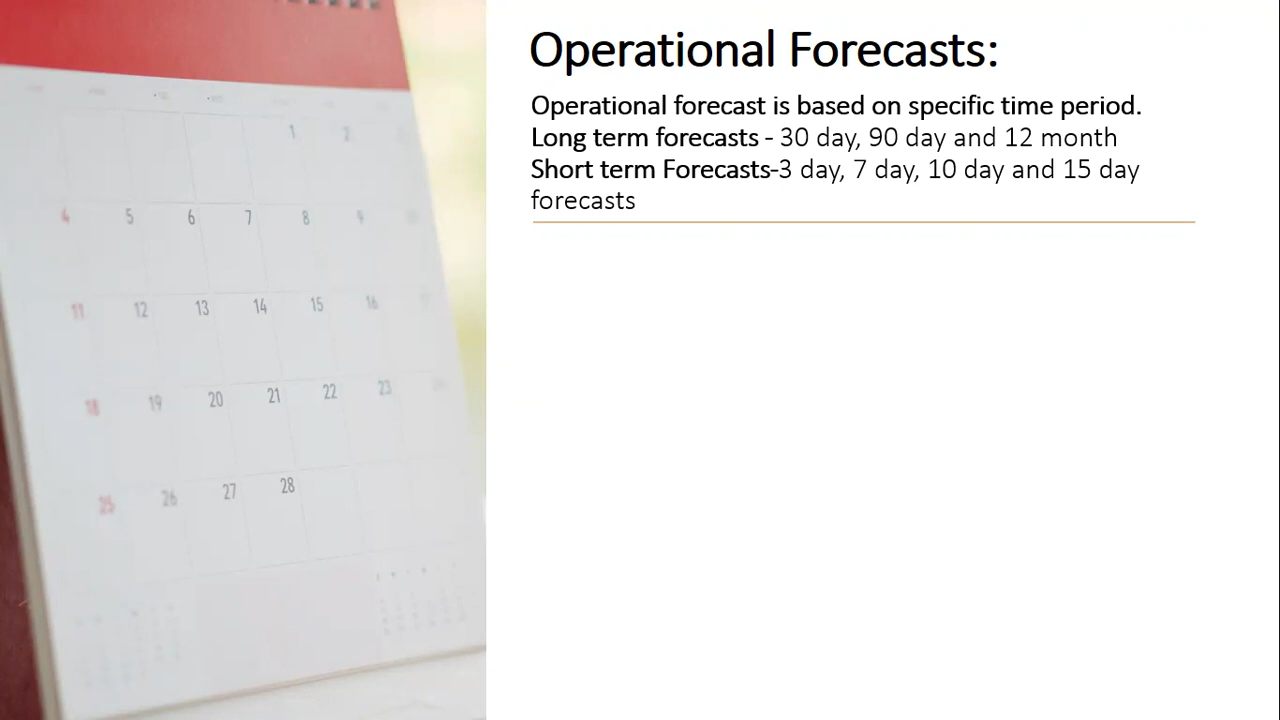 Operational Forecasts:
Operational forecast is based on specific time period.
Long term forecasts - 30 day, 90 day and 12 month
Short term Forecasts-3 day, 7 day, 10 day and 15 day
forecasts
1 2
4 5 6 7 8 9
11 12 13 14 15 16
18 19 20 21 22 23
25 26 27 28